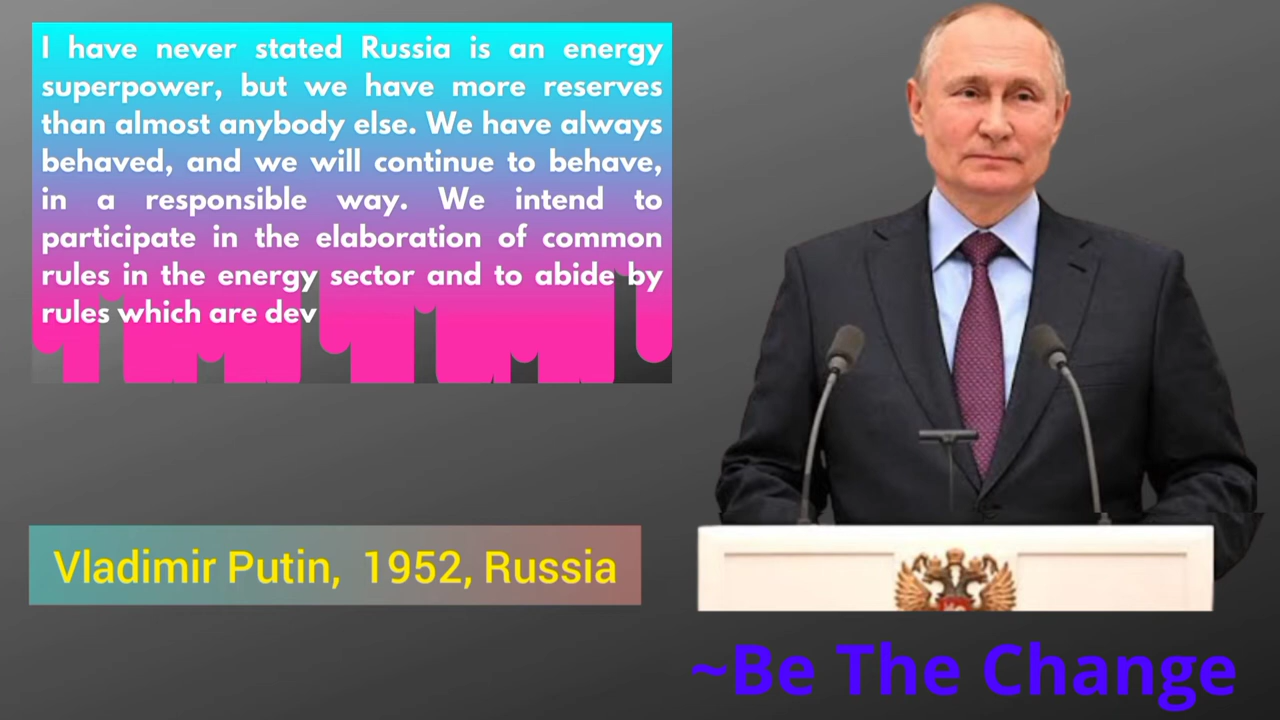 I have never stated Russia is an energy
superpower, but we have more reserves
than almost anybody else. We have always
behaved, and we will continue to behave,
in a responsible way. We intend to
participate in the elaboration of common
rules in the energy sector and to abide by
rules which are dev
Vladimir Putin, 1952, Russia
~Be The Change